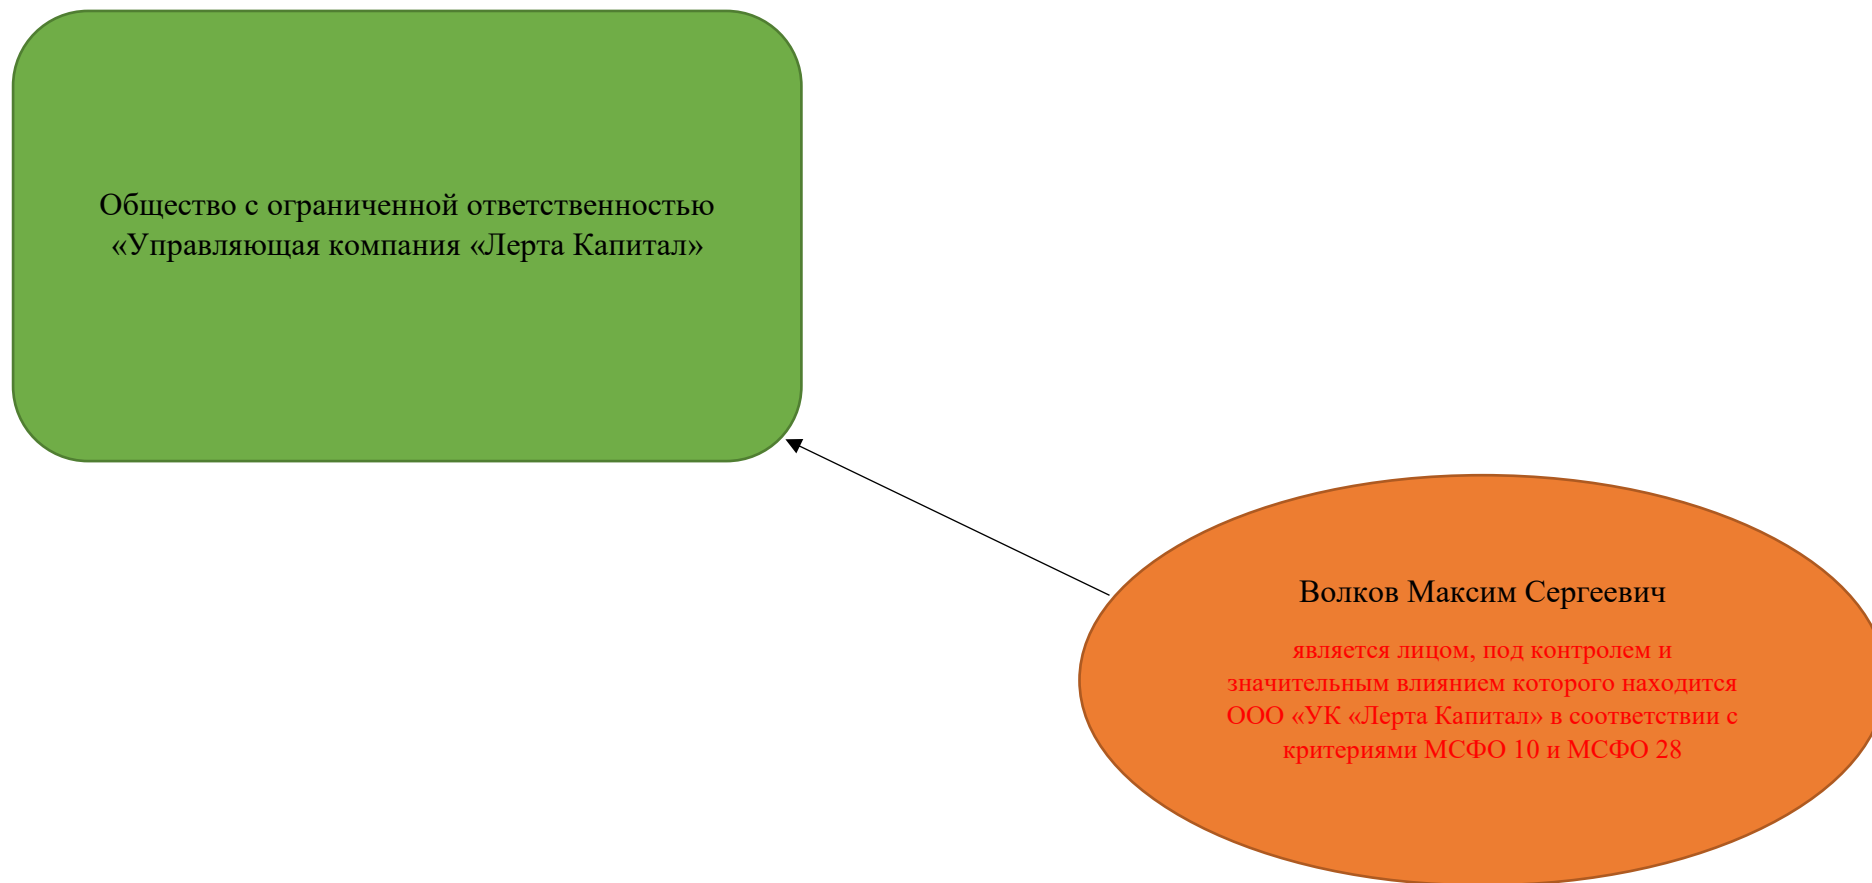 Общество с ограниченной ответственностью
«Управляющая компания «Лерта Капитал»
Волков Максим Сергеевич
является лицом, под контролем и
значительным влиянием которого находится
ООО «УК «Лерта Капитал» в соответствии с
критериями МСФО 10 и МСФО 28